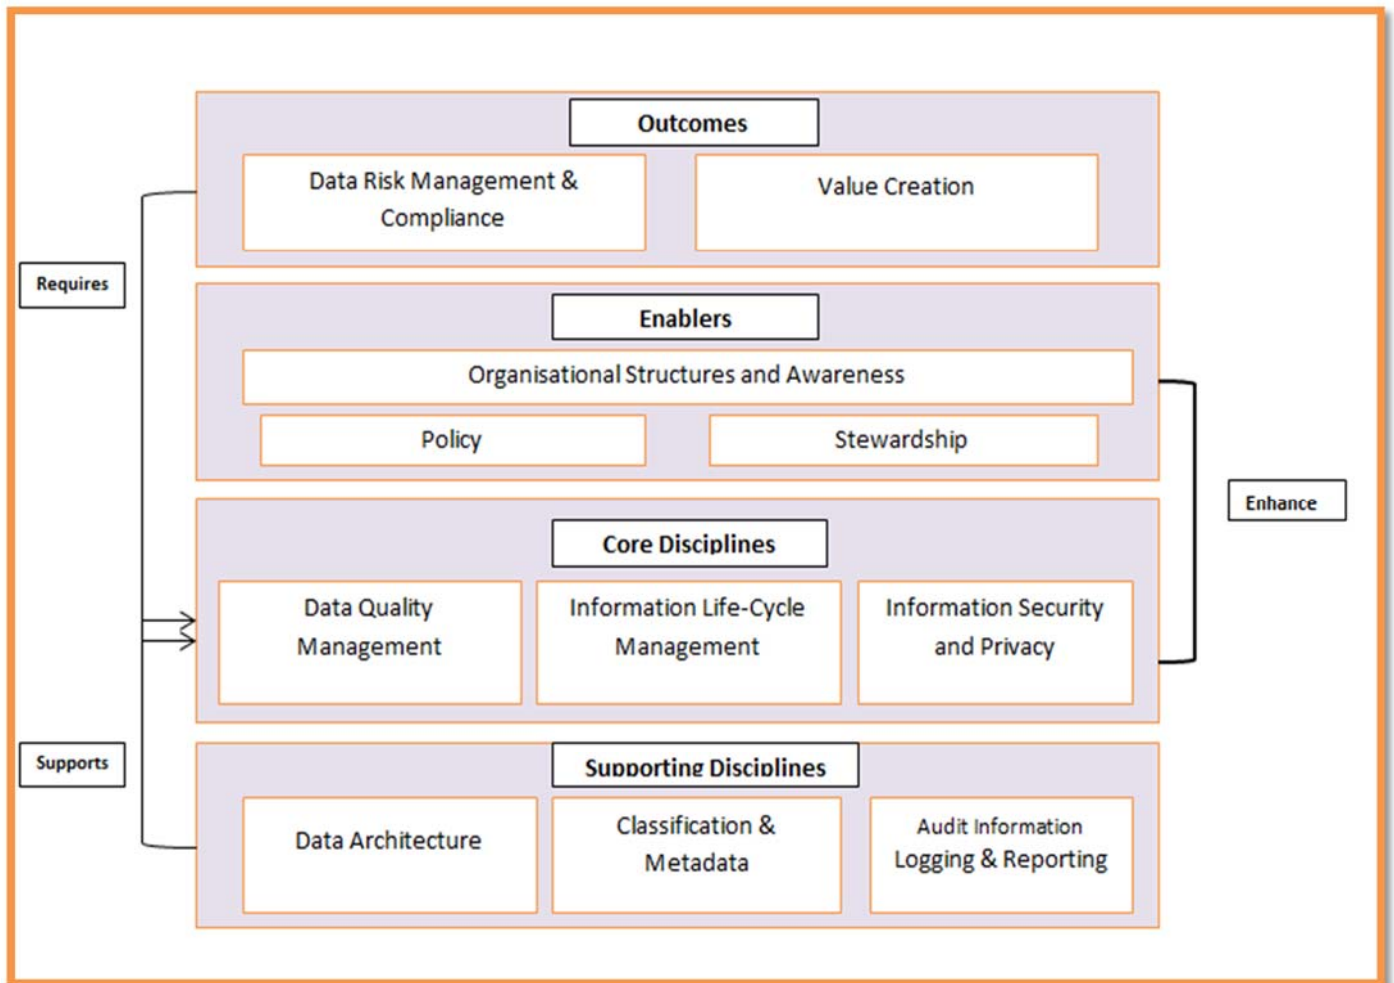 Outcomes
Data Risk Management &
Compliance
Value Creation
Requires
Enablers
Organisational Structures and Awareness
Policy
Stewardship
Enhance
Core Disciplines
Data Quality
Management
Information Life-Cycle
Management
Information Security
and Privacy
Supports
Supporting Disciplines
Data Architecture
Classification &
Metadata
Audit Information
Logging & Reporting